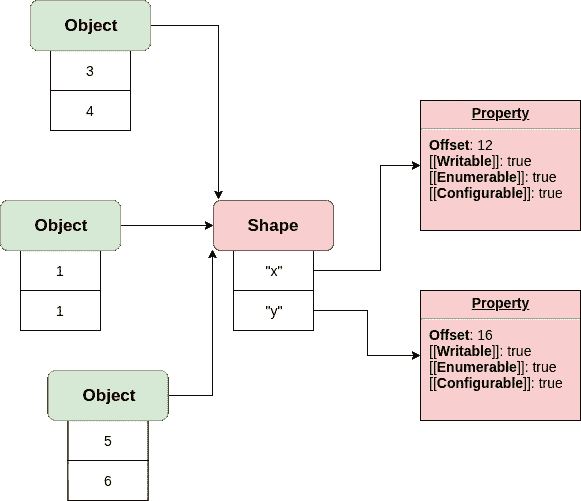 Object
3
4
Object
1
1
Object
5
6
Shape
"x"
"y"
Property
Offset: 12
[[Writable]]: true
[[Enumerable]]: true
[[Configurable]]: true
Property
Offset: 16
[[Writable]]: true
[[Enumerable]]: true
[[Configurable]]: true